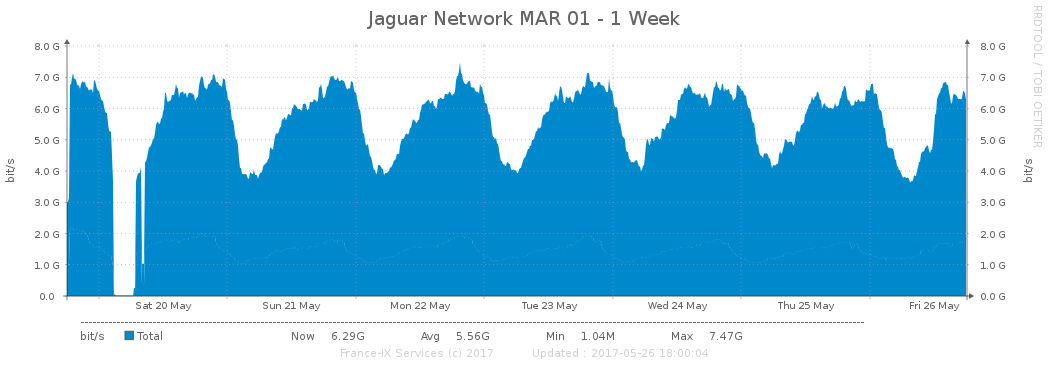 Jaguar Network MAR 01 - 1 Week
RRDTOOL / TOBI OETIKER
8.0 G 8.0 G
7.0 G 7.0 G
6.0 G 6.0 G
5.0 G 5.0 G
4.0 G 4.0 G
3.0 G 3.0 G
2.0 G 2.0 G
1.0 G 1.0 G
0.0 0.0 G
bit/s
bit/s
Sat 20 May Sun 21 May Mon 22 May Tue 23 May Wed 24 May Thu 25 May Fri 26 May
bit/s Total Now 6.29G Avg 5.56G Min 1.04M Max 7.47G
France-IX Services (c) 2017 Updated : 2017-05-26 18:00:04